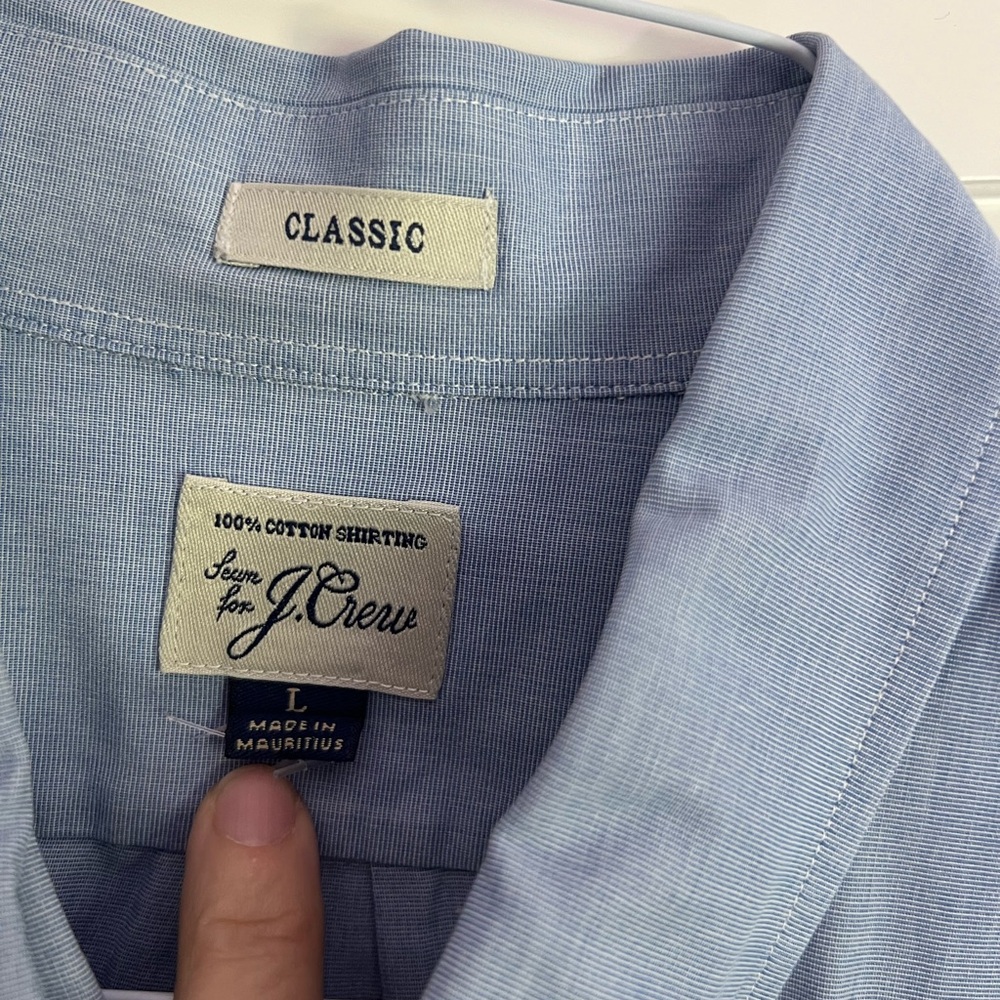 CLASSIC
100% COTTON SHIRTING
Sewn
for J.Crew
L
MADE IN
MAURITIUS